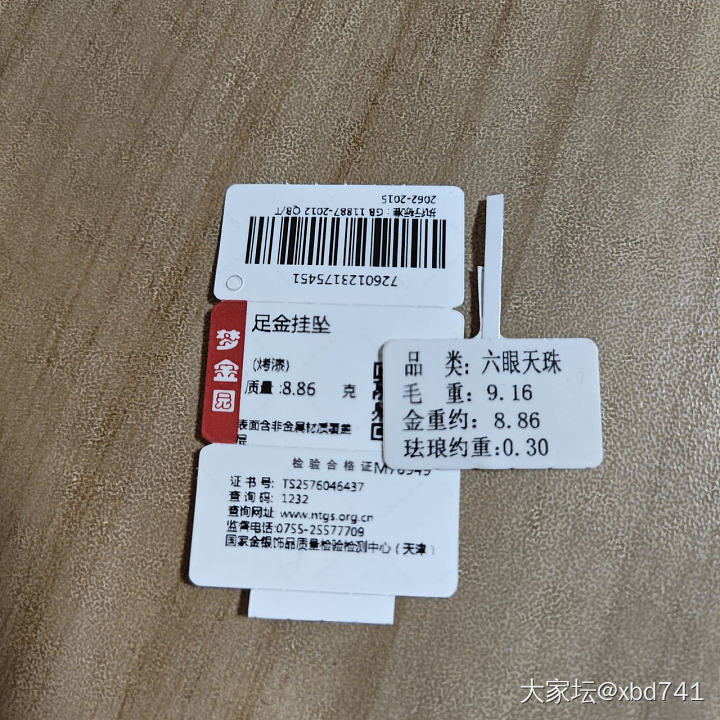 2062-2015
执行标准：GB 11887-2012 QB/T
7260123175451
梦金园
足金挂坠
(烤漆)
质量:8.86 克
表面含非金属材质覆盖
层
检验合格证
证书号: TS2576046437
查询码: 1232
查询网址: www.ntgs.org.cn
监督电话:0755-25577709
国家金银饰品质量检验检测中心（天津）
品 类: 六眼天珠
毛 重: 9.16
金重约: 8.86
珐琅约重:0.30
大家坛@xbd741